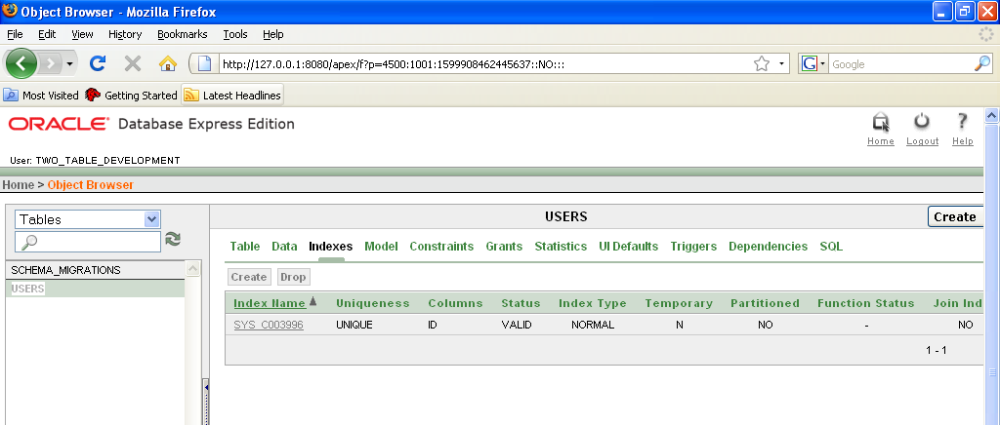 Object Browser - Mozilla Firefox
File Edit View History Bookmarks Tools Help
http://127.0.0.1:8080/apex/f?p=4500:1001:1599908462445637::NO:::
G Google
Most Visited Getting Started Latest Headlines
ORACLE Database Express Edition
Home Logout Help
User: TWO_TABLE_DEVELOPMENT
Home > Object Browser
Tables
USERS
Create
SCHEMA_MIGRATIONS
USERS
Table Data Indexes Model Constraints Grants Statistics UI Defaults Triggers Dependencies SQL
Create Drop
Index Name Uniqueness Columns Status Index Type Temporary Partitioned Function Status Join Ind
SYS_C003996 UNIQUE ID VALID NORMAL N NO - NO
1 - 1